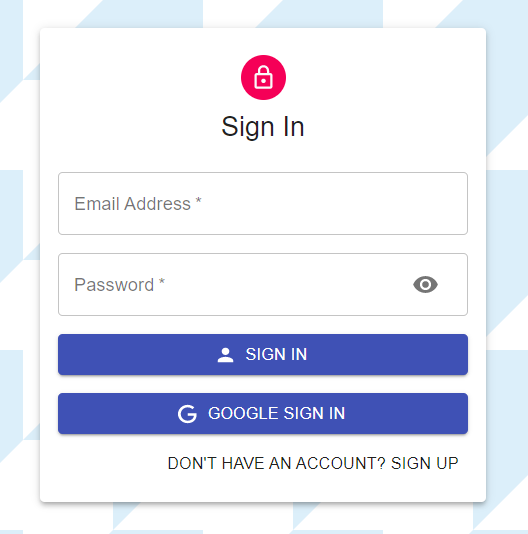 Sign In
Email Address *
Password *
SIGN IN
GOOGLE SIGN IN
DON'T HAVE AN ACCOUNT? SIGN UP